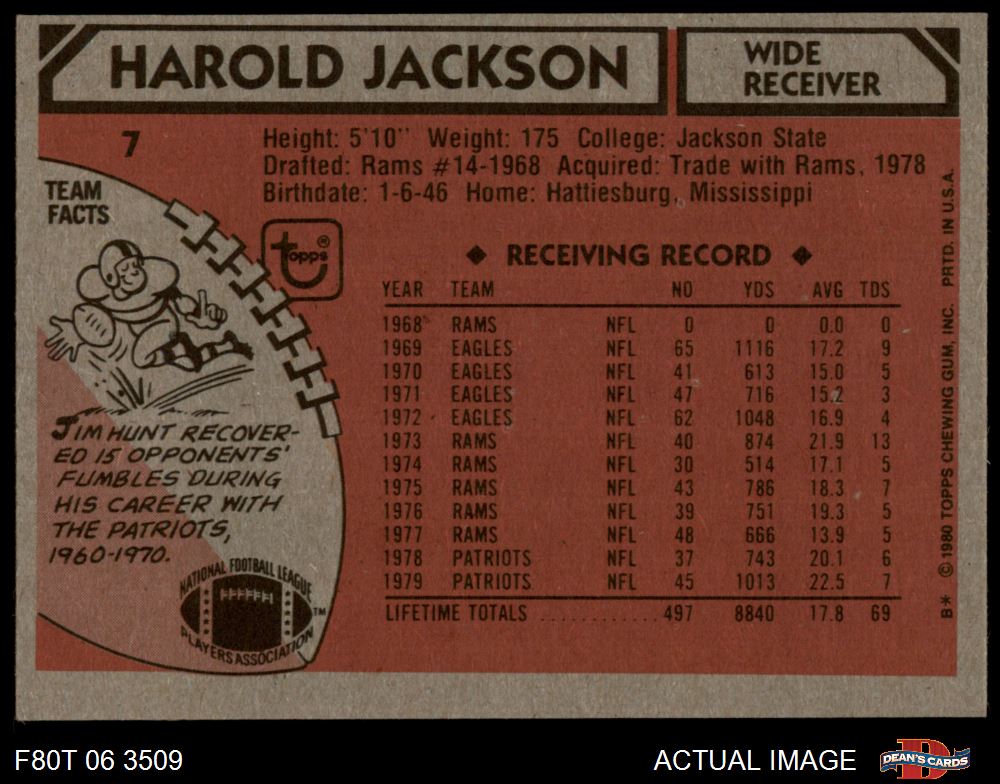 HAROLD JACKSON
WIDE
RECEIVER
7
Height: 5'10" Weight: 175 College: Jackson State
Drafted: Rams #14-1968 Acquired: Trade with Rams, 1978
Birthdate: 1-6-46 Home: Hattiesburg, Mississippi
TEAM
FACTS
topps®
JIM HUNT RECOVER-
ED 15 OPPONENTS'
FUMBLES DURING
HIS CAREER WITH
THE PATRIOTS,
1960-1970.
NATIONAL FOOTBALL LEAGUE
PLAYERS ASSOCIATION
TM
◆ RECEIVING RECORD ◆
YEAR TEAM NO YDS AVG TDS
1968 RAMS NFL 0 0 0.0 0
1969 EAGLES NFL 65 1116 17.2 9
1970 EAGLES NFL 41 613 15.0 5
1971 EAGLES NFL 47 716 15.2 3
1972 EAGLES NFL 62 1048 16.9 4
1973 RAMS NFL 40 874 21.9 13
1974 RAMS NFL 30 514 17.1 5
1975 RAMS NFL 43 786 18.3 7
1976 RAMS NFL 39 751 19.3 5
1977 RAMS NFL 48 666 13.9 5
1978 PATRIOTS NFL 37 743 20.1 6
1979 PATRIOTS NFL 45 1013 22.5 7
LIFETIME TOTALS ............ 497 8840 17.8 69
B* © 1980 TOPPS CHEWING GUM, INC. PRTD. IN U.S.A.
F80T 06 3509
ACTUAL IMAGE
D
DEAN'S CARDS